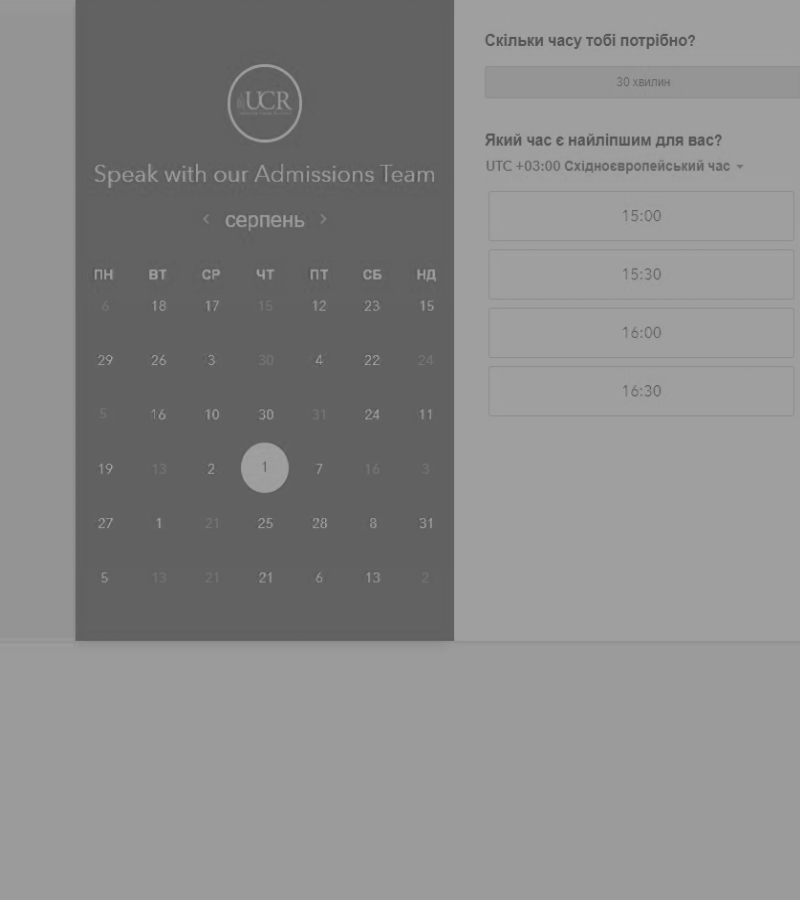 UCR
Speak with our Admissions Team
< серпень >
ПН ВТ СР ЧТ ПТ СБ НД
6 18 17 15 12 23 15
29 26 3 30 4 22 24
5 16 10 30 31 24 11
19 13 2 1 7 16 3
27 1 21 25 28 8 31
5 13 21 21 6 13 2
Скільки часу тобі потрібно?
30 хвилин
Який час є найліпшим для вас?
UTC +03:00 Східноєвропейський час
15:00
15:30
16:00
16:30